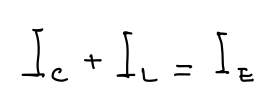 I_C + I_L = I_E